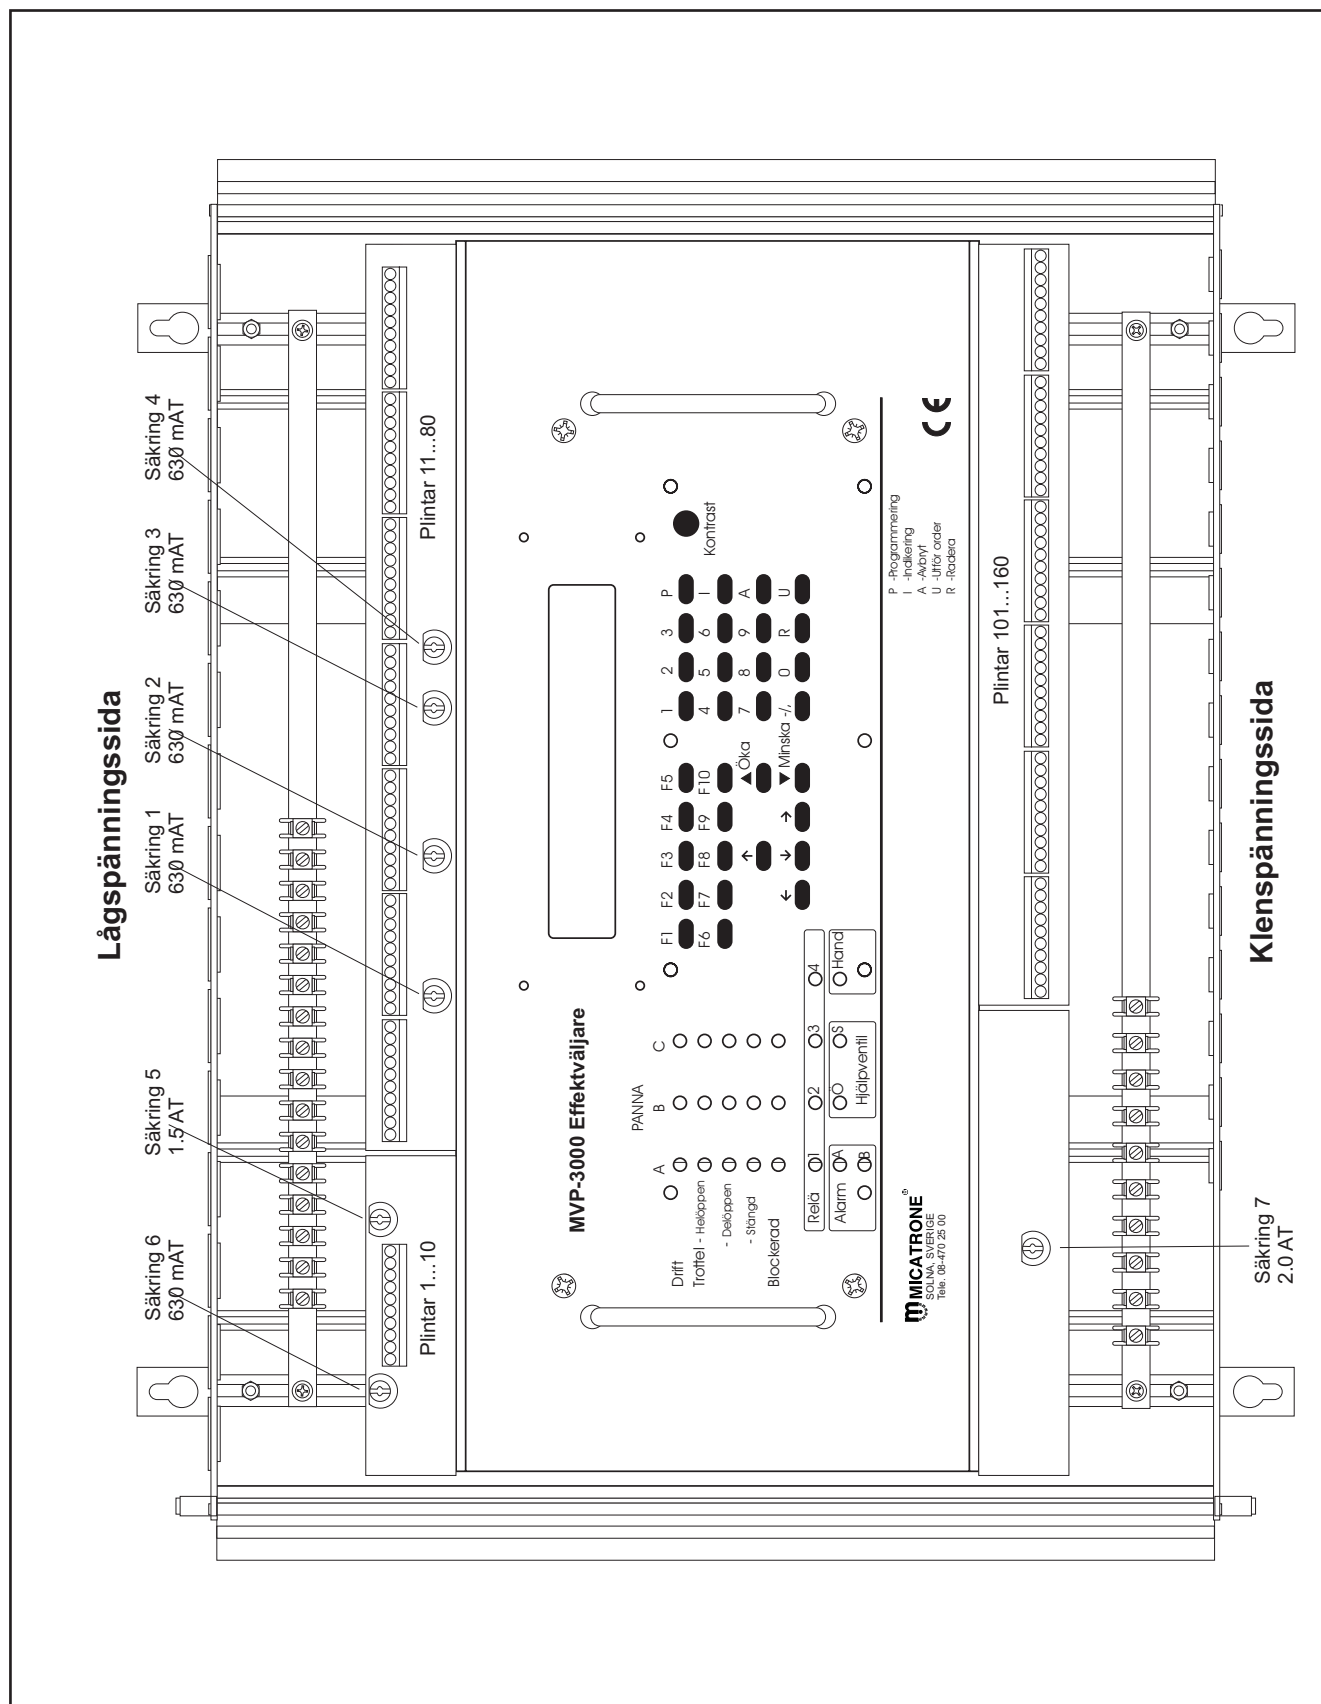 Lågspänningssida
Säkring 6
630 mAT
Säkring 5
1.5 AT
Säkring 1
630 mAT
Säkring 2
630 mAT
Säkring 3
630 mAT
Säkring 4
630 mAT
Plintar 1...10
Plintar 11...80
MVP-3000 Effektväljare
PANNA
A B C
Drift
Trottel - Helöppen
- Delöppen
- Stängd
Blockerad
Relä 1 2 3 4
Alarm A Ö S Hand
B Hjälpventil
F1 F2 F3 F4 F5 1 2 3 P
F6 F7 F8 F9 F10 4 5 6 I
↑ ▲ Öka 7 8 9 A
← ↓ → ▼ Minska -/, 0 R U
Kontrast
P -Programmering
I -Indikering
A -Avbryt
U -Utför order
R -Radera
m MICATRONE ®
SOLNA, SVERIGE
Tele. 08-470 25 00
CE
Plintar 101...160
Säkring 7
2.0 AT
Klenspänningssida